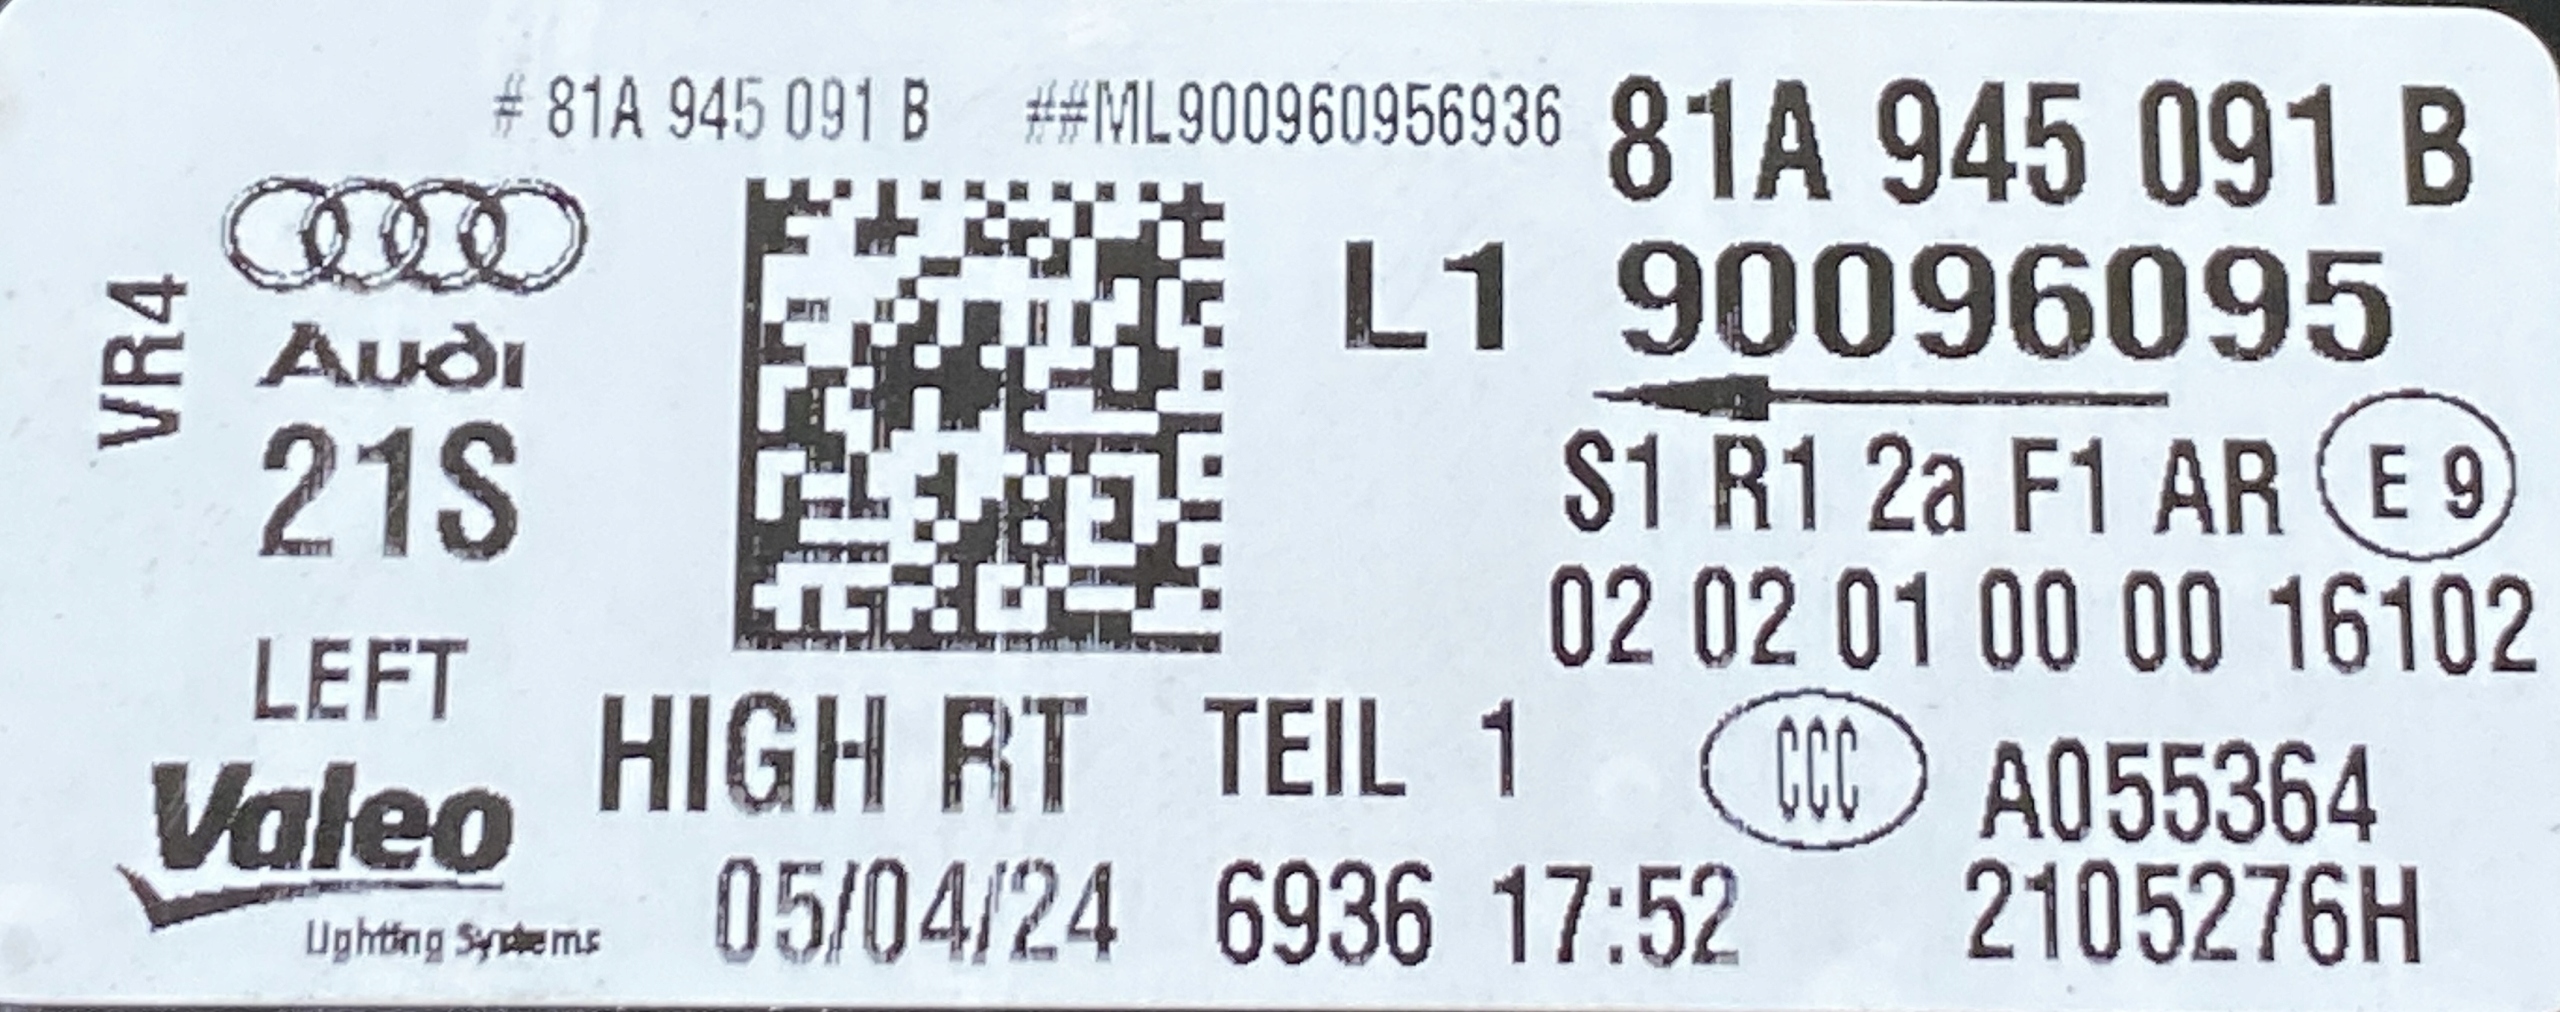 # 81A 945 091 B ##ML900960956936
81A 945 091 B
L1 90096095
VR4
Audi
21S
S1 R1 2a F1 AR E 9
02 02 01 00 00 16102
LEFT
HIGH RT TEIL 1
CCC A055364
Valeo
Lighting Systems
05/04/24 6936 17:52
2105276H